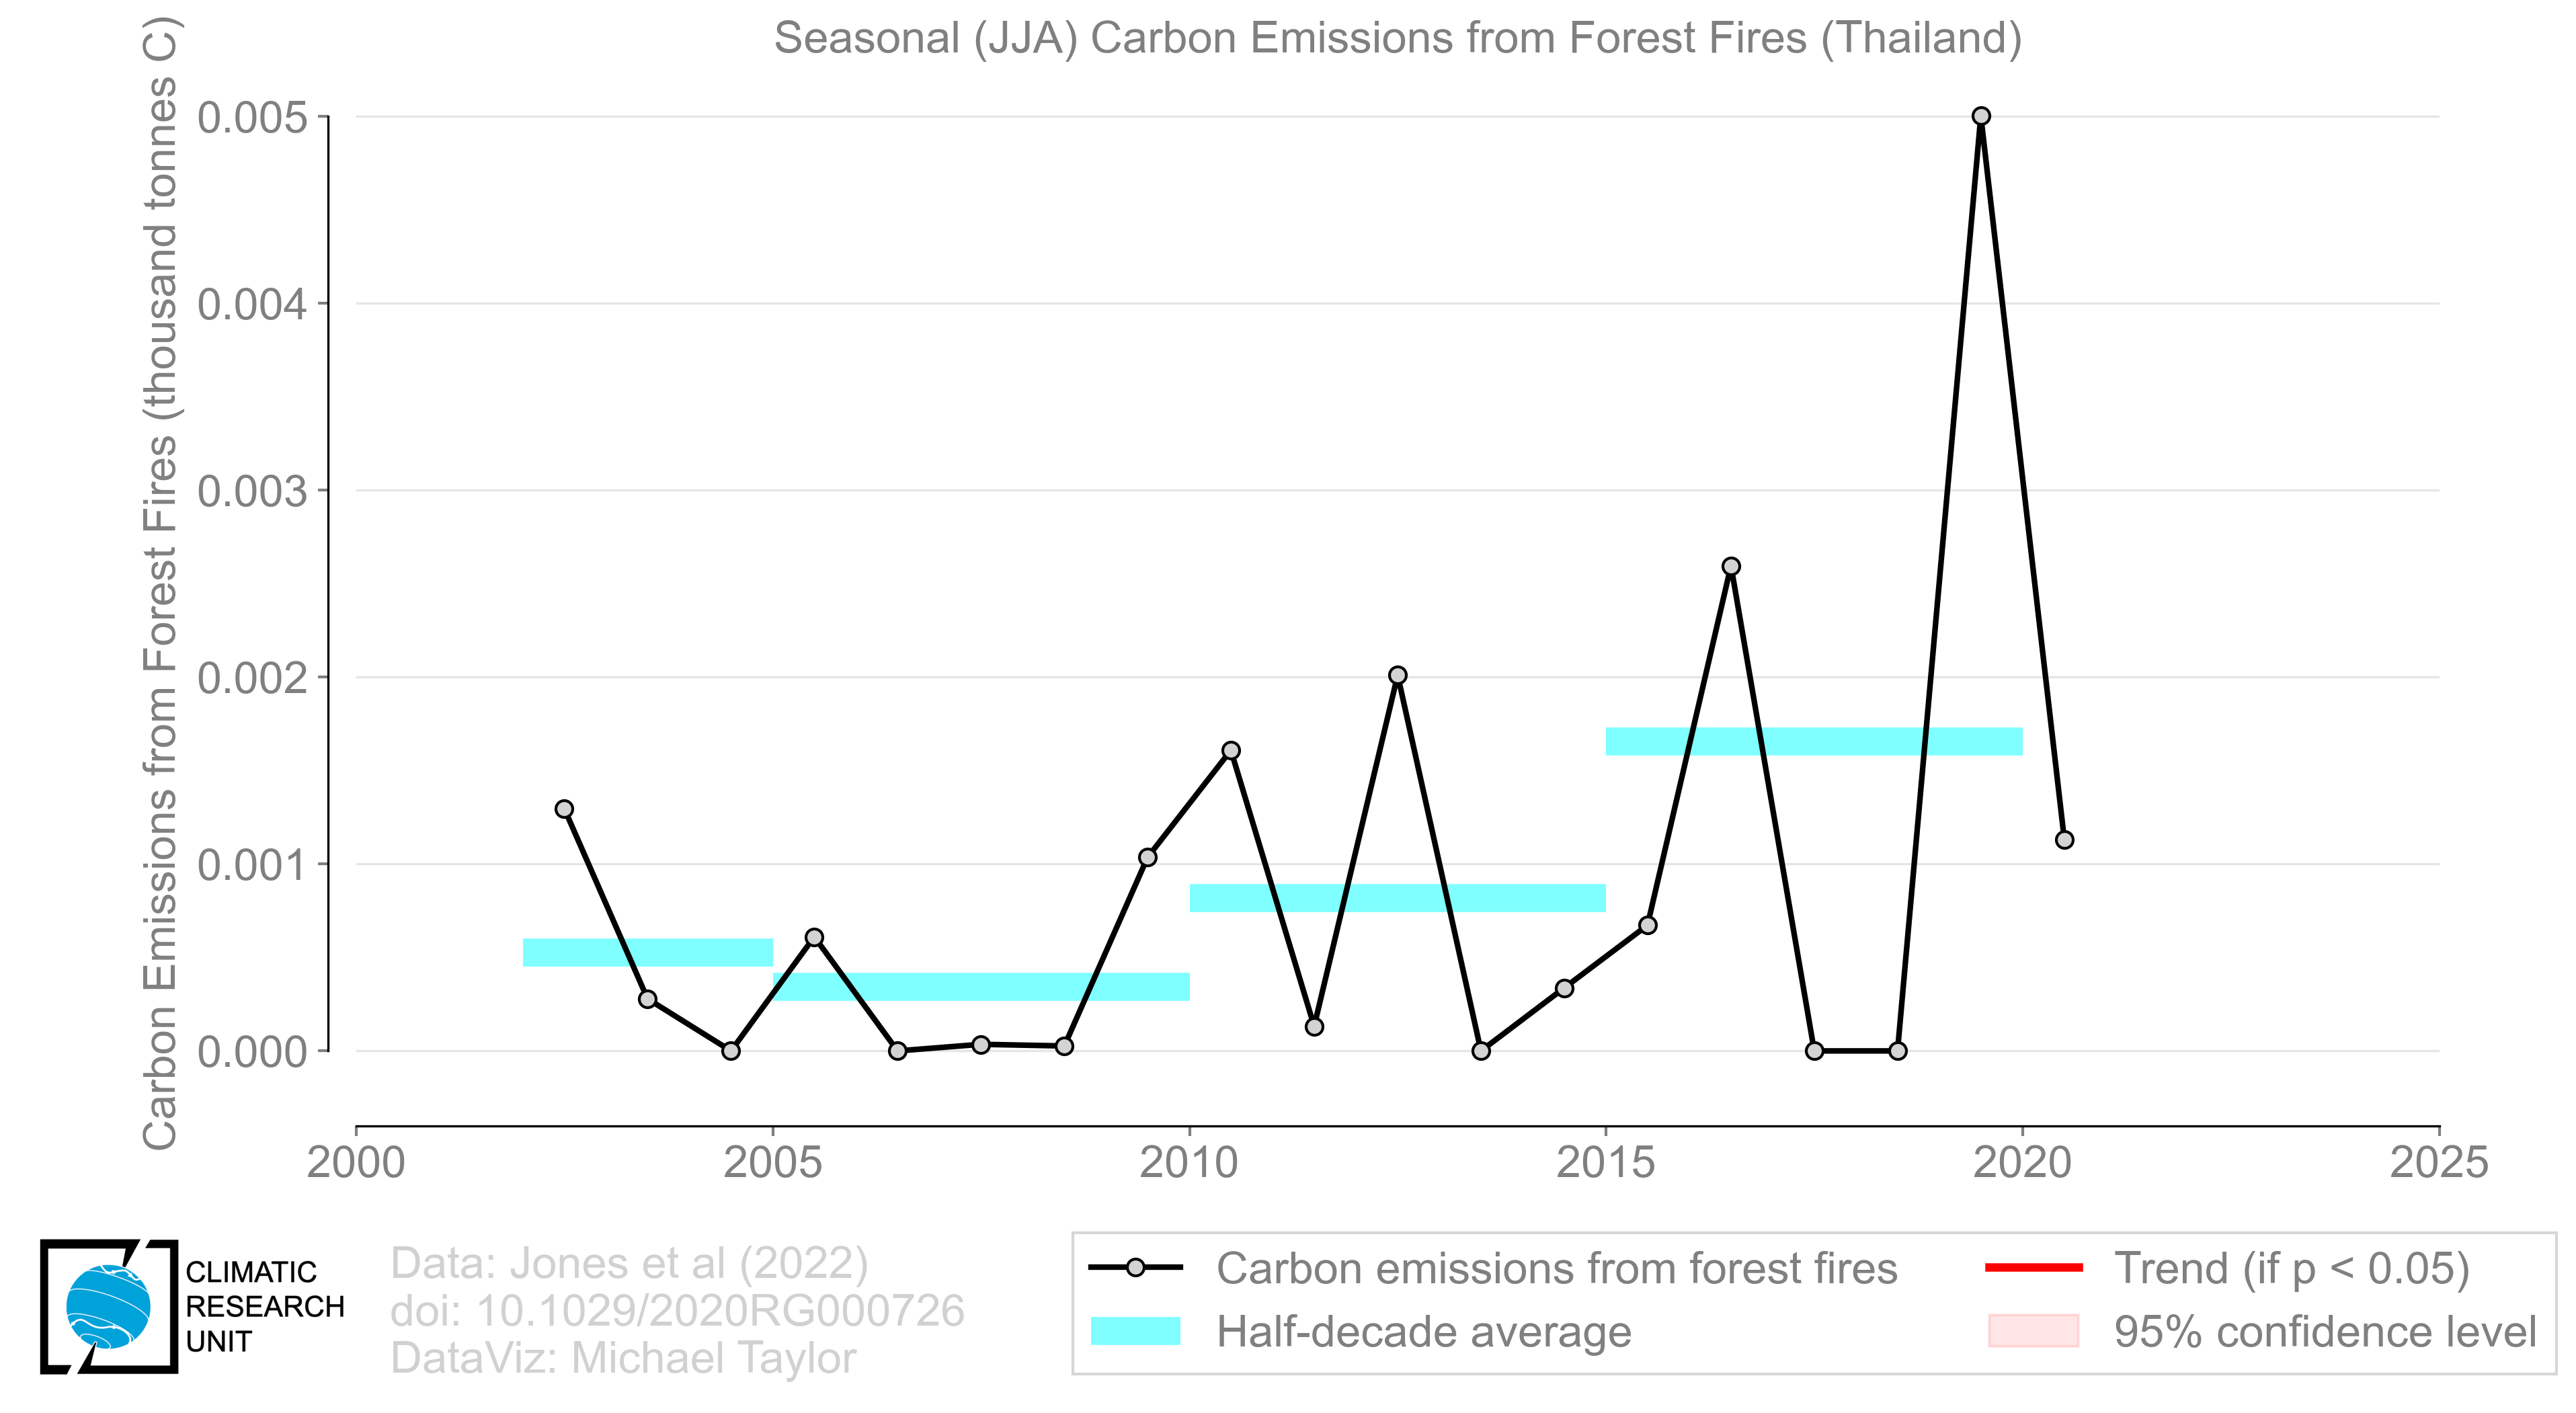 Seasonal (JJA) Carbon Emissions from Forest Fires (Thailand)
Carbon Emissions from Forest Fires (thousand tonnes C)
0.005
0.004
0.003
0.002
0.001
0.000
2000 2005 2010 2015 2020 2025
CLIMATIC
RESEARCH
UNIT
Data: Jones et al (2022)
doi: 10.1029/2020RG000726
DataViz: Michael Taylor
Carbon emissions from forest fires
Half-decade average
Trend (if p < 0.05)
95% confidence level